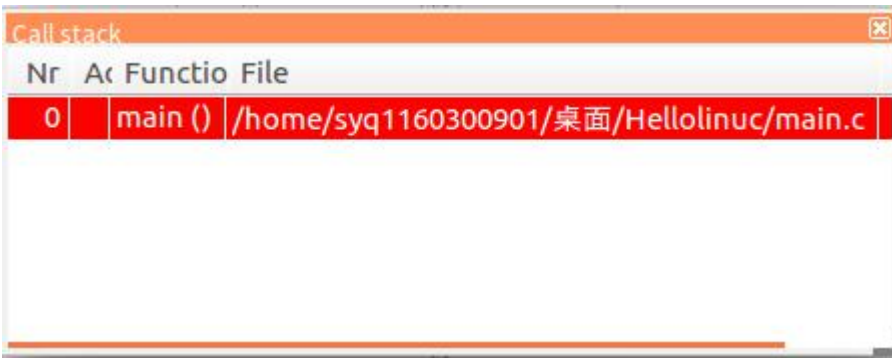 Call stack
Nr Ac Functio File
0 main () /home/syq1160300901/桌面/Hellolinuc/main.c